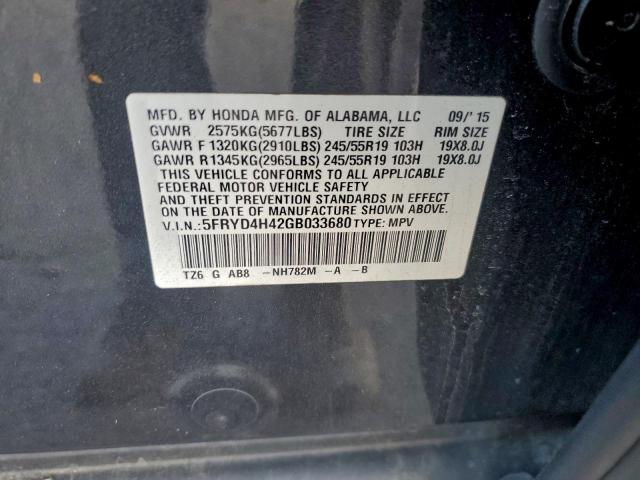 MFD. BY HONDA MFG. OF ALABAMA, LLC 09/'15
GVWR 2575KG(5677LBS) TIRE SIZE RIM SIZE
GAWR F 1320KG(2910LBS) 245/55R19 103H 19X8.0J
GAWR R1345KG(2965LBS) 245/55R19 103H 19X8.0J
THIS VEHICLE CONFORMS TO ALL APPLICABLE
FEDERAL MOTOR VEHICLE SAFETY
AND THEFT PREVENTION STANDARDS IN EFFECT
ON THE DATE OF MANUFACTURE SHOWN ABOVE.
V.I.N.:5FRYD4H42GB033680 TYPE: MPV
TZ6 G AB8 -NH782M -A -B